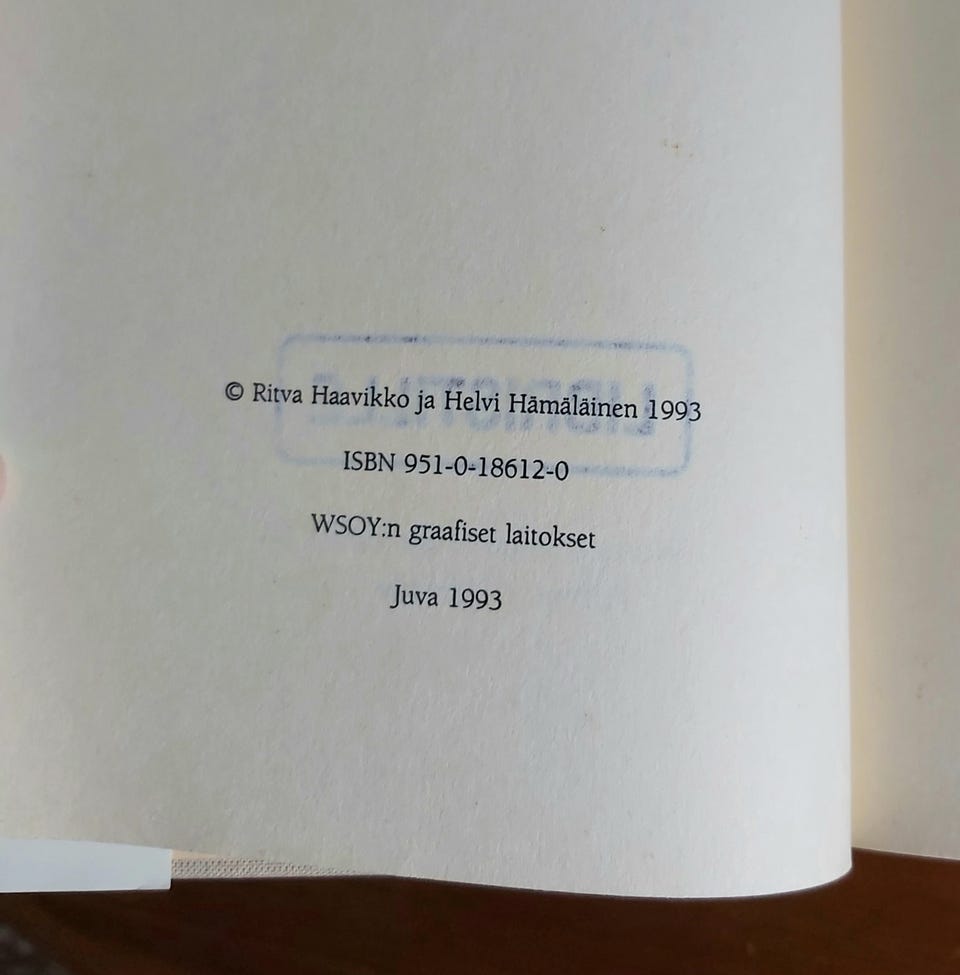 © Ritva Haavikko ja Helvi Hämäläinen 1993
ISBN 951-0-18612-0
WSOY:n graafiset laitokset
Juva 1993